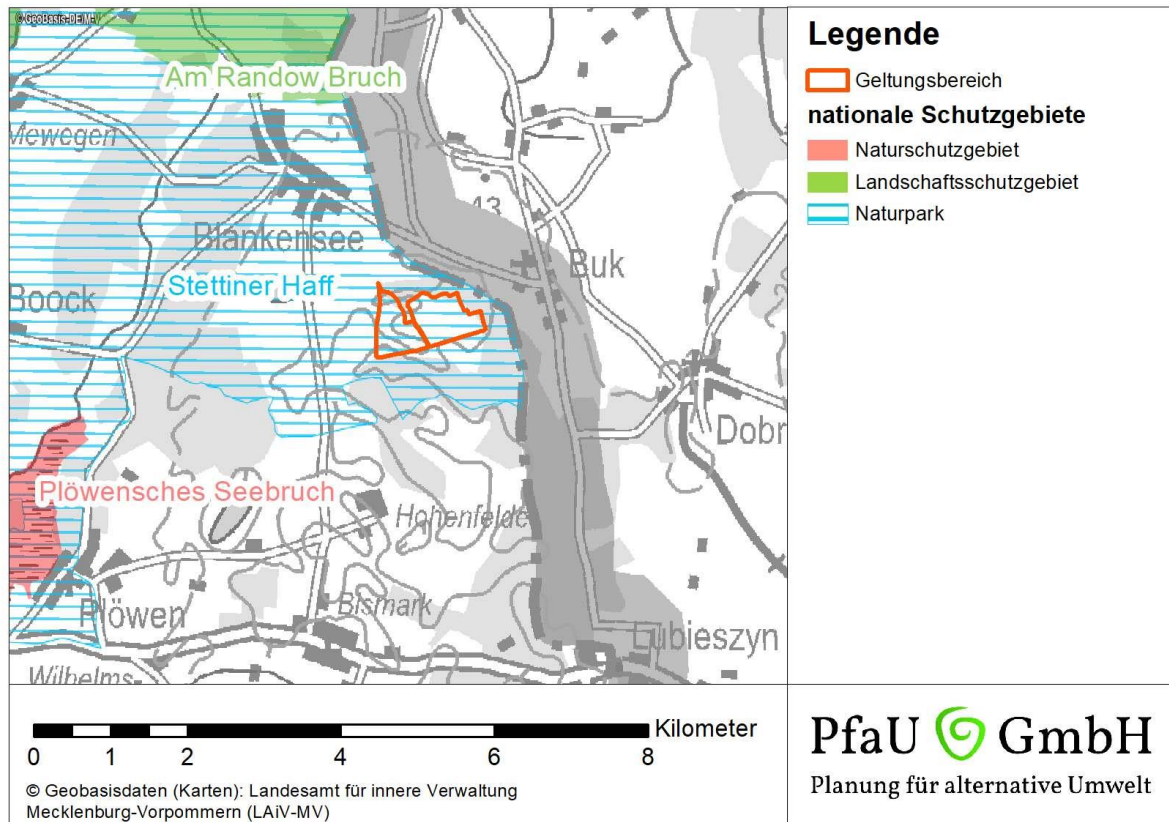 © GeoBasis-DE/M-V
Am Randow Bruch
Mewegen
43
Blankensee
Buk
Stettiner Haff
Boock
Dobr
Plöwensches Seebruch
Hohenfelde
Plöwen
Bismark
Lubieszyn
Wilhelms-
Legende
Geltungsbereich
nationale Schutzgebiete
Naturschutzgebiet
Landschaftsschutzgebiet
Naturpark
Kilometer
0 1 2 4 6 8
© Geobasisdaten (Karten): Landesamt für innere Verwaltung
Mecklenburg-Vorpommern (LAiV-MV)
PfaU GmbH
Planung für alternative Umwelt